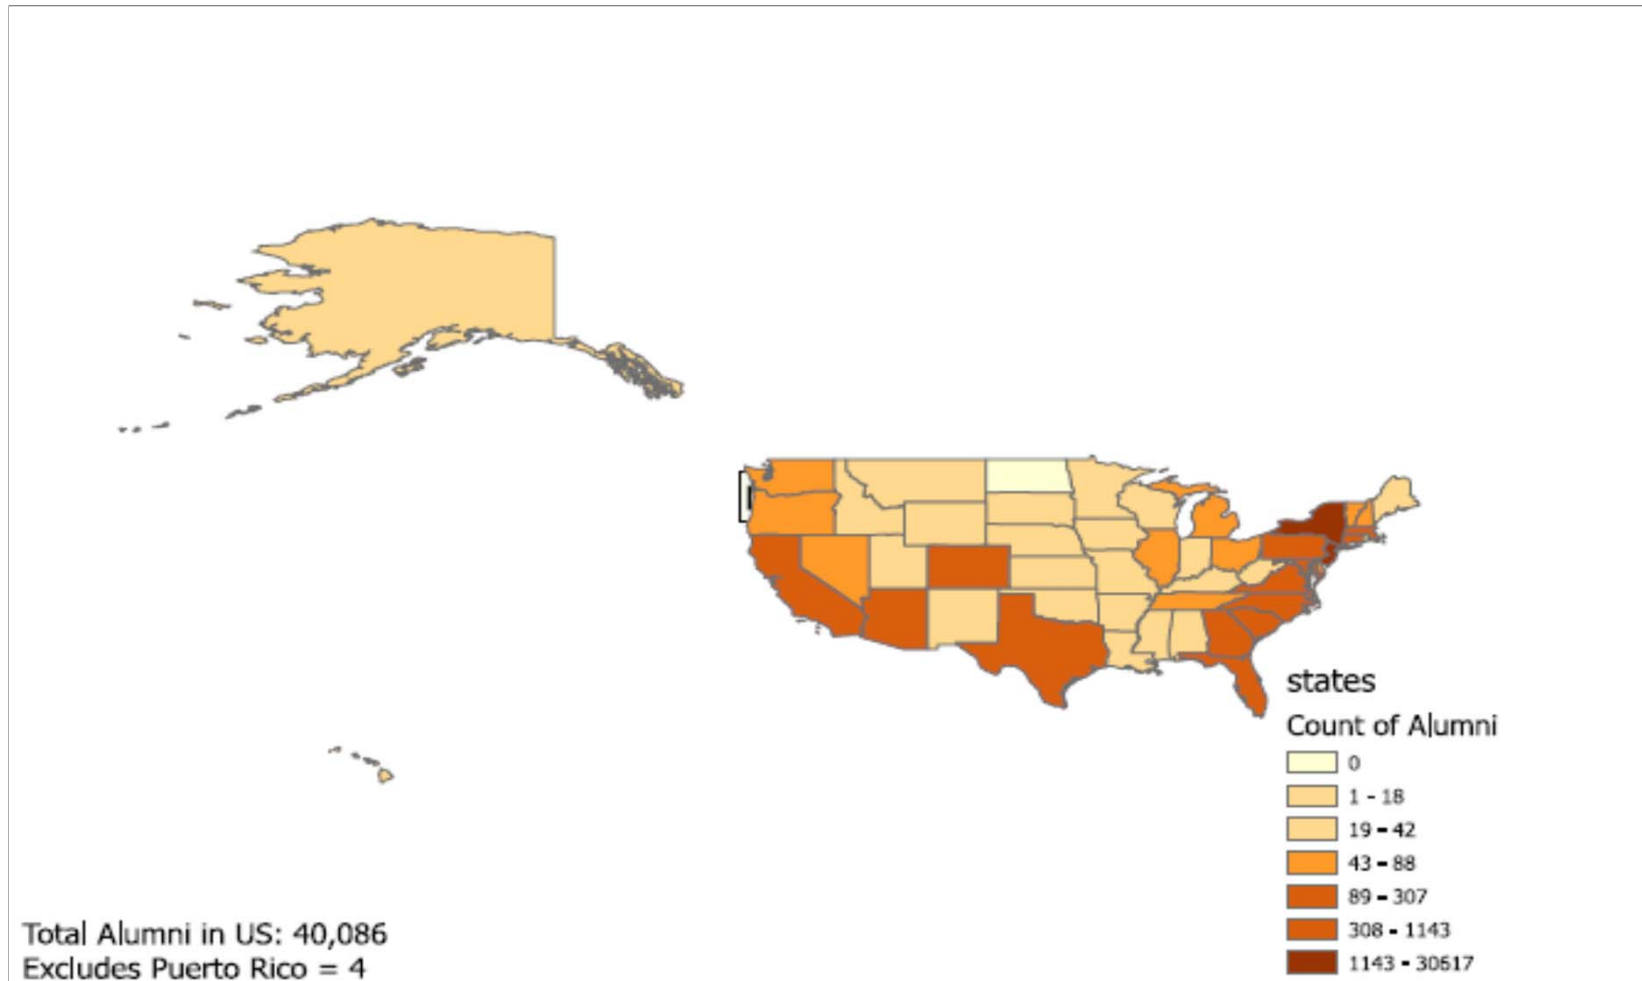 states
Count of Alumni
0
1 - 18
19 - 42
43 - 88
89 - 307
308 - 1143
1143 - 30617
Total Alumni in US: 40,086
Excludes Puerto Rico = 4